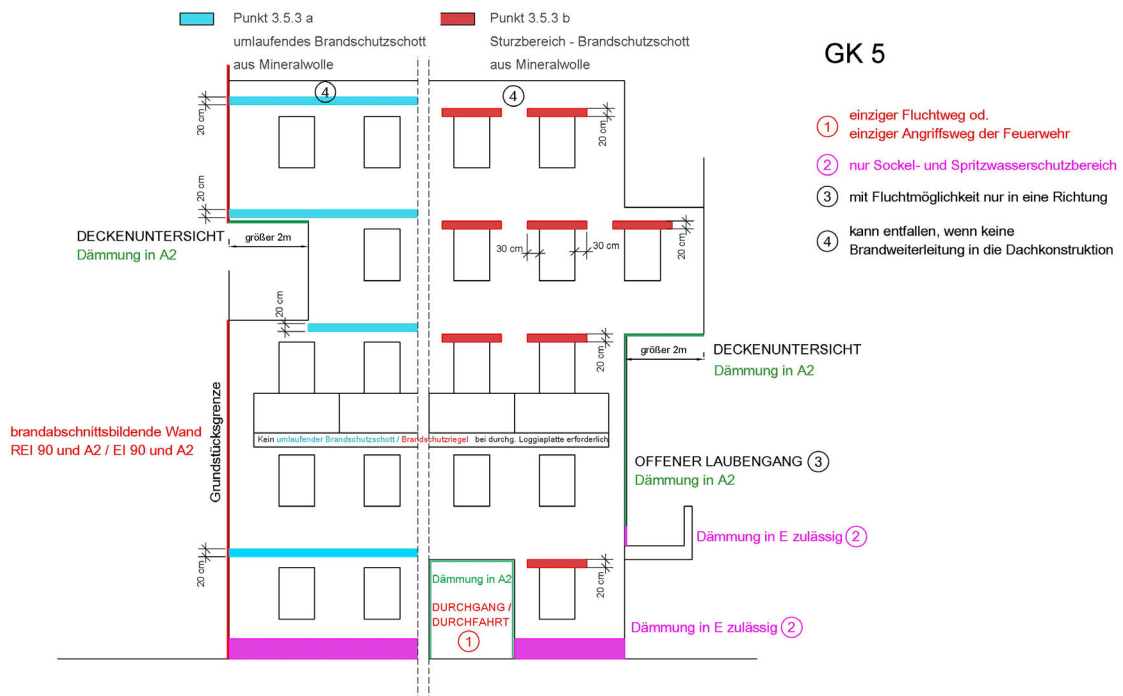 Punkt 3.5.3 a
umlaufendes Brandschutzschott
aus Mineralwolle
Punkt 3.5.3 b
Sturzbereich - Brandschutzschott
aus Mineralwolle
GK 5
1 einziger Fluchtweg od.
einziger Angriffsweg der Feuerwehr
2 nur Sockel- und Spritzwasserschutzbereich
3 mit Fluchtmöglichkeit nur in eine Richtung
4 kann entfallen, wenn keine
Brandweiterleitung in die Dachkonstruktion
4
4
20 cm
20 cm
20 cm
DECKENUNTERSICHT
Dämmung in A2
größer 2m
30 cm
30 cm
20 cm
20 cm
20 cm
größer 2m
DECKENUNTERSICHT
Dämmung in A2
Grundstücksgrenze
brandabschnittsbildende Wand
REI 90 und A2 / EI 90 und A2
Kein umlaufender Brandschutzschott / Brandschutzriegel bei durchg. Loggiaplatte erforderlich
OFFENER LAUBENGANG 3
Dämmung in A2
Dämmung in E zulässig 2
20 cm
20 cm
Dämmung in A2
DURCHGANG /
DURCHFAHRT
1
Dämmung in E zulässig 2